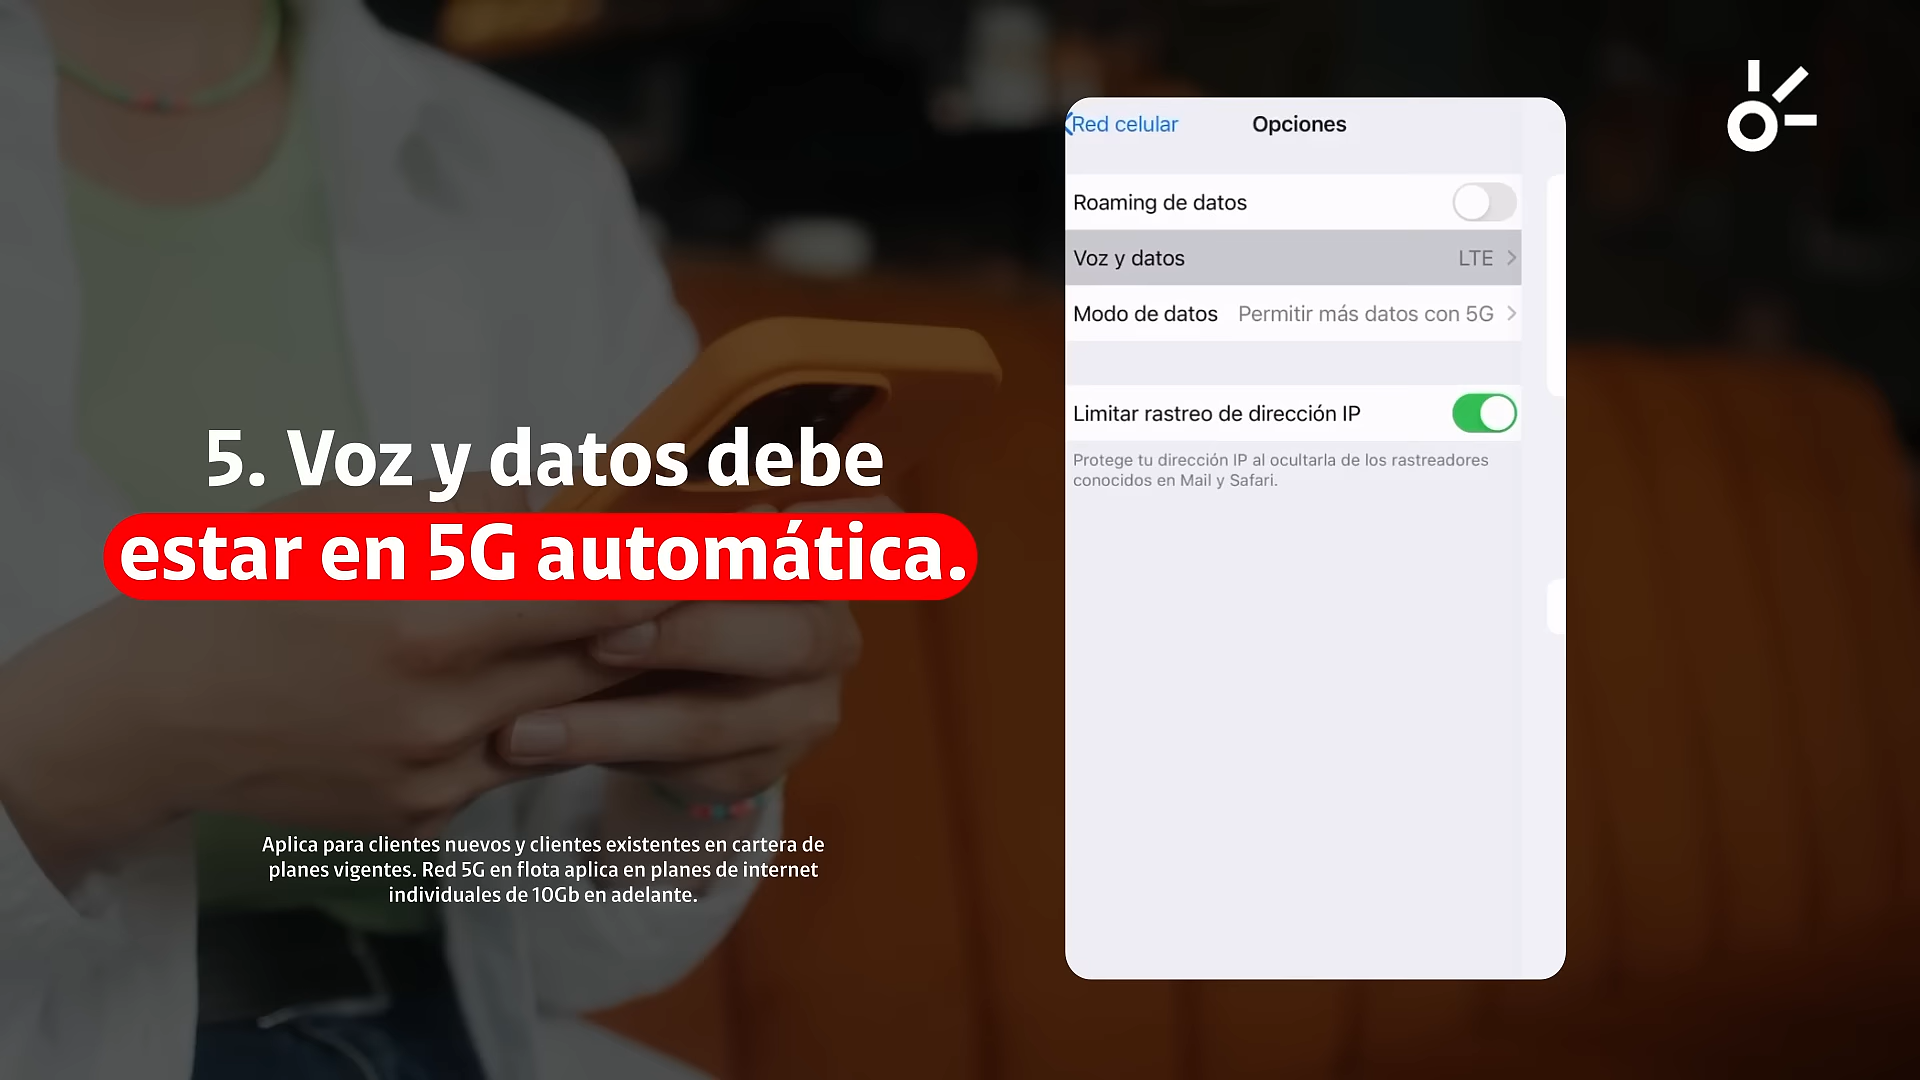 5. Voz y datos debe
estar en 5G automática.
Aplica para clientes nuevos y clientes existentes en cartera de
planes vigentes. Red 5G en flota aplica en planes de internet
individuales de 10Gb en adelante.
Red celular
Opciones
Roaming de datos
Voz y datos LTE
Modo de datos Permitir más datos con 5G
Limitar rastreo de dirección IP
Protege tu dirección IP al ocultarla de los rastreadores
conocidos en Mail y Safari.